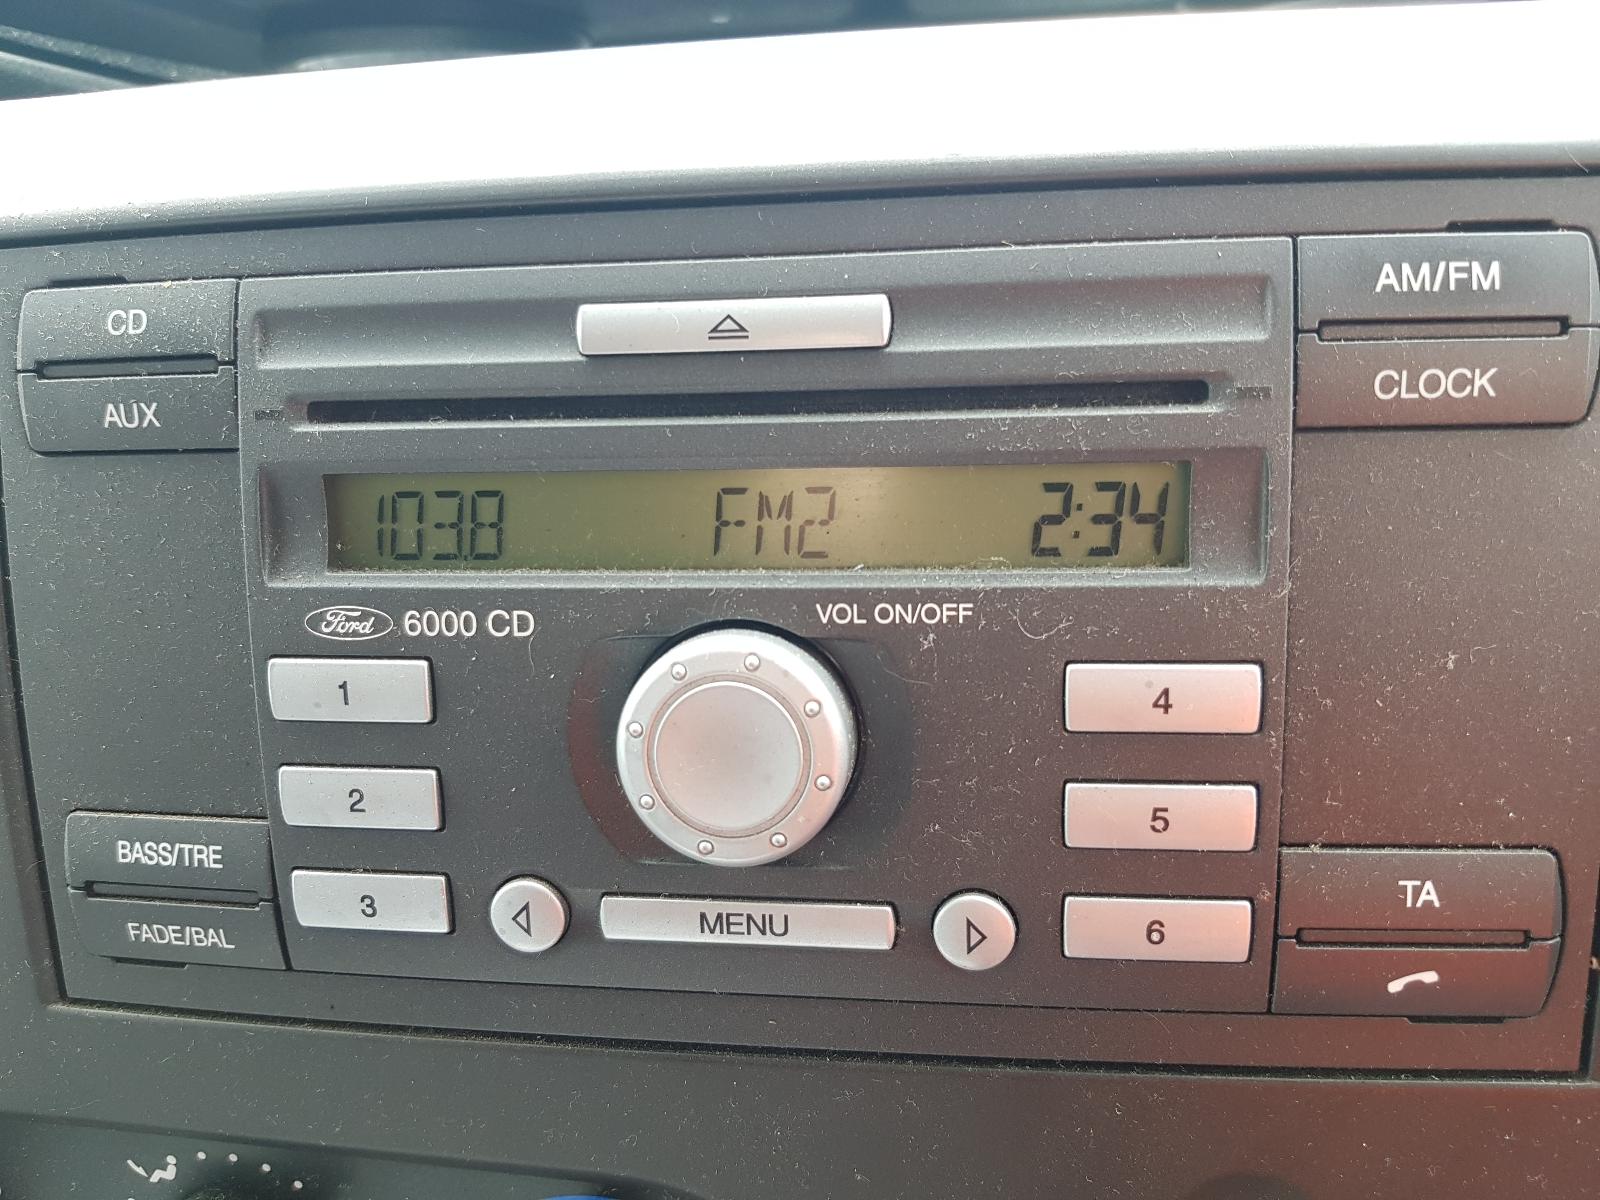 AM/FM
CD
CLOCK
AUX
103.8 FM2 2:34
Ford 6000 CD
VOL ON/OFF
1
4
2
5
BASS/TRE
3
MENU
6
TA
FADE/BAL